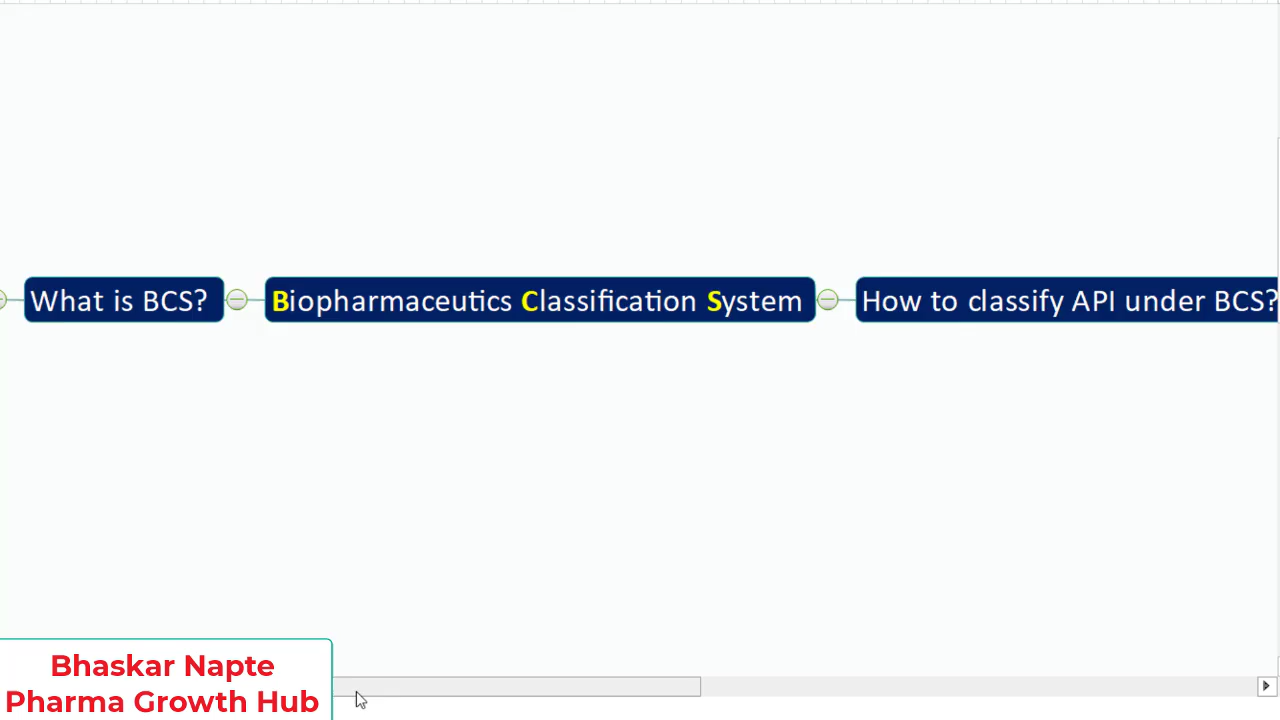 What is BCS?
Biopharmaceutics Classification System
How to classify API under BCS?
Bhaskar Napte
Pharma Growth Hub